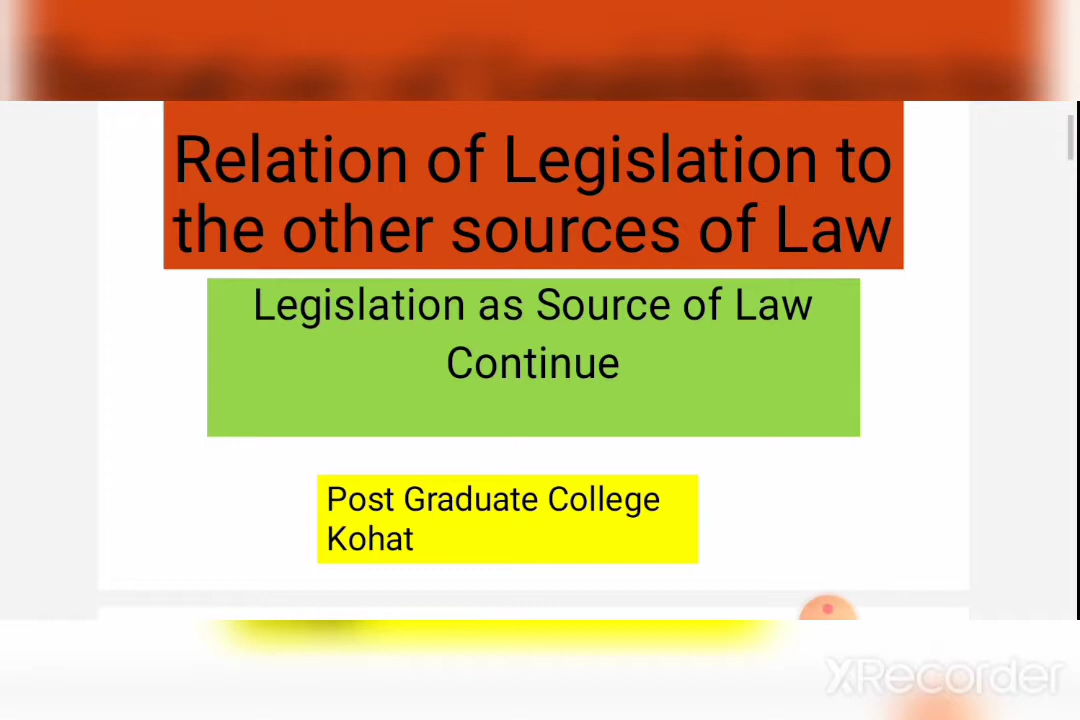 Relation of Legislation to
the other sources of Law
Legislation as Source of Law
Continue
Post Graduate College
Kohat
XRecorder